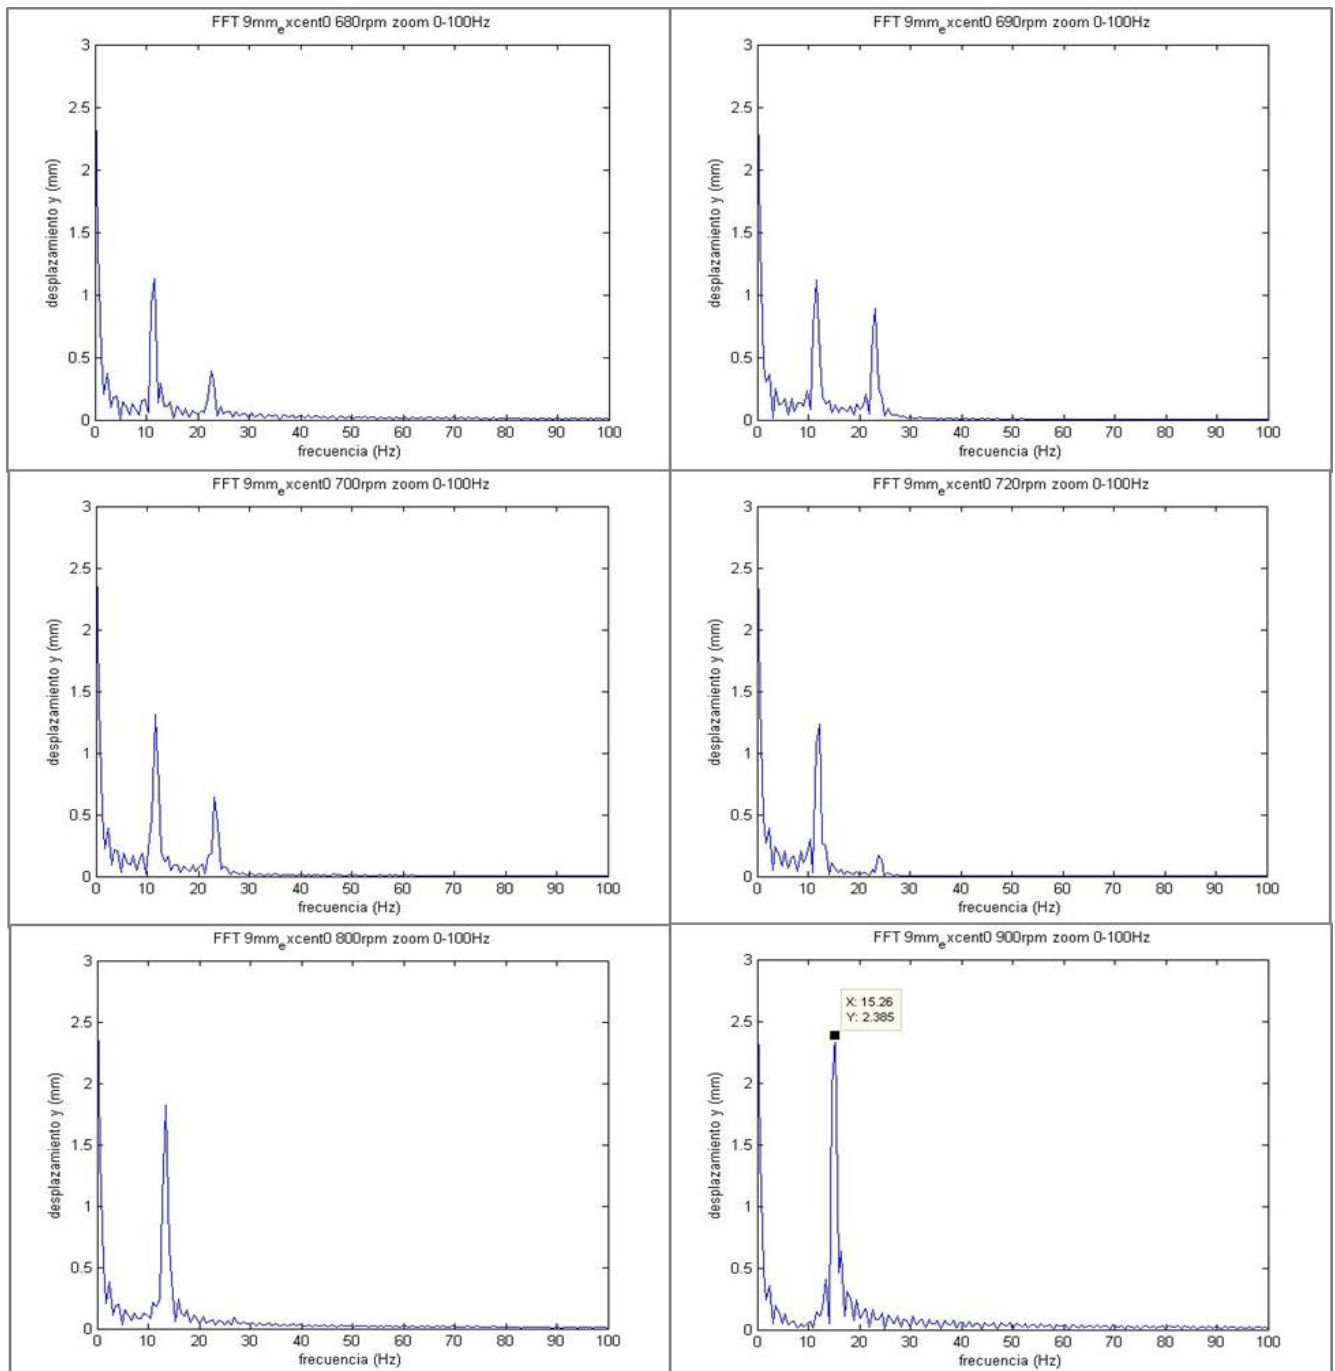 FFT 9mm_excent0 680rpm zoom 0-100Hz
3
2.5
2
1.5
1
0.5
0
desplazamiento y (mm)
0 10 20 30 40 50 60 70 80 90 100
frecuencia (Hz)
FFT 9mm_excent0 690rpm zoom 0-100Hz
3
2.5
2
1.5
1
0.5
0
desplazamiento y (mm)
0 10 20 30 40 50 60 70 80 90 100
frecuencia (Hz)
FFT 9mm_excent0 700rpm zoom 0-100Hz
3
2.5
2
1.5
1
0.5
0
desplazamiento y (mm)
0 10 20 30 40 50 60 70 80 90 100
frecuencia (Hz)
FFT 9mm_excent0 720rpm zoom 0-100Hz
3
2.5
2
1.5
1
0.5
0
desplazamiento y (mm)
0 10 20 30 40 50 60 70 80 90 100
frecuencia (Hz)
FFT 9mm_excent0 800rpm zoom 0-100Hz
3
2.5
2
1.5
1
0.5
0
desplazamiento y (mm)
0 10 20 30 40 50 60 70 80 90 100
frecuencia (Hz)
FFT 9mm_excent0 900rpm zoom 0-100Hz
3
2.5
2
1.5
1
0.5
0
desplazamiento y (mm)
X: 15.26
Y: 2.385
0 10 20 30 40 50 60 70 80 90 100
frecuencia (Hz)